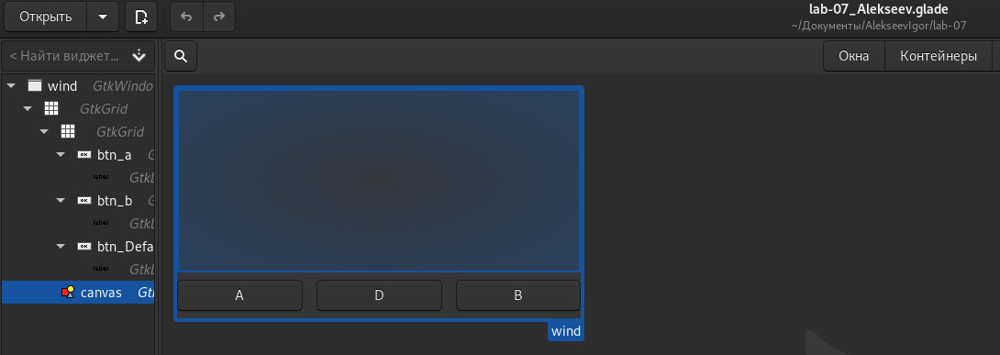 Открыть
lab-07_Alekseev.glade
~/Документы/AlekseevIgor/lab-07
< Найти виджет...
Окна
Контейнеры
wind GtkWindo
GtkGrid
GtkGrid
btn_a G
label GtkL
btn_b G
label GtkL
btn_Defa
label GtkL
canvas Gtk
A
D
B
wind